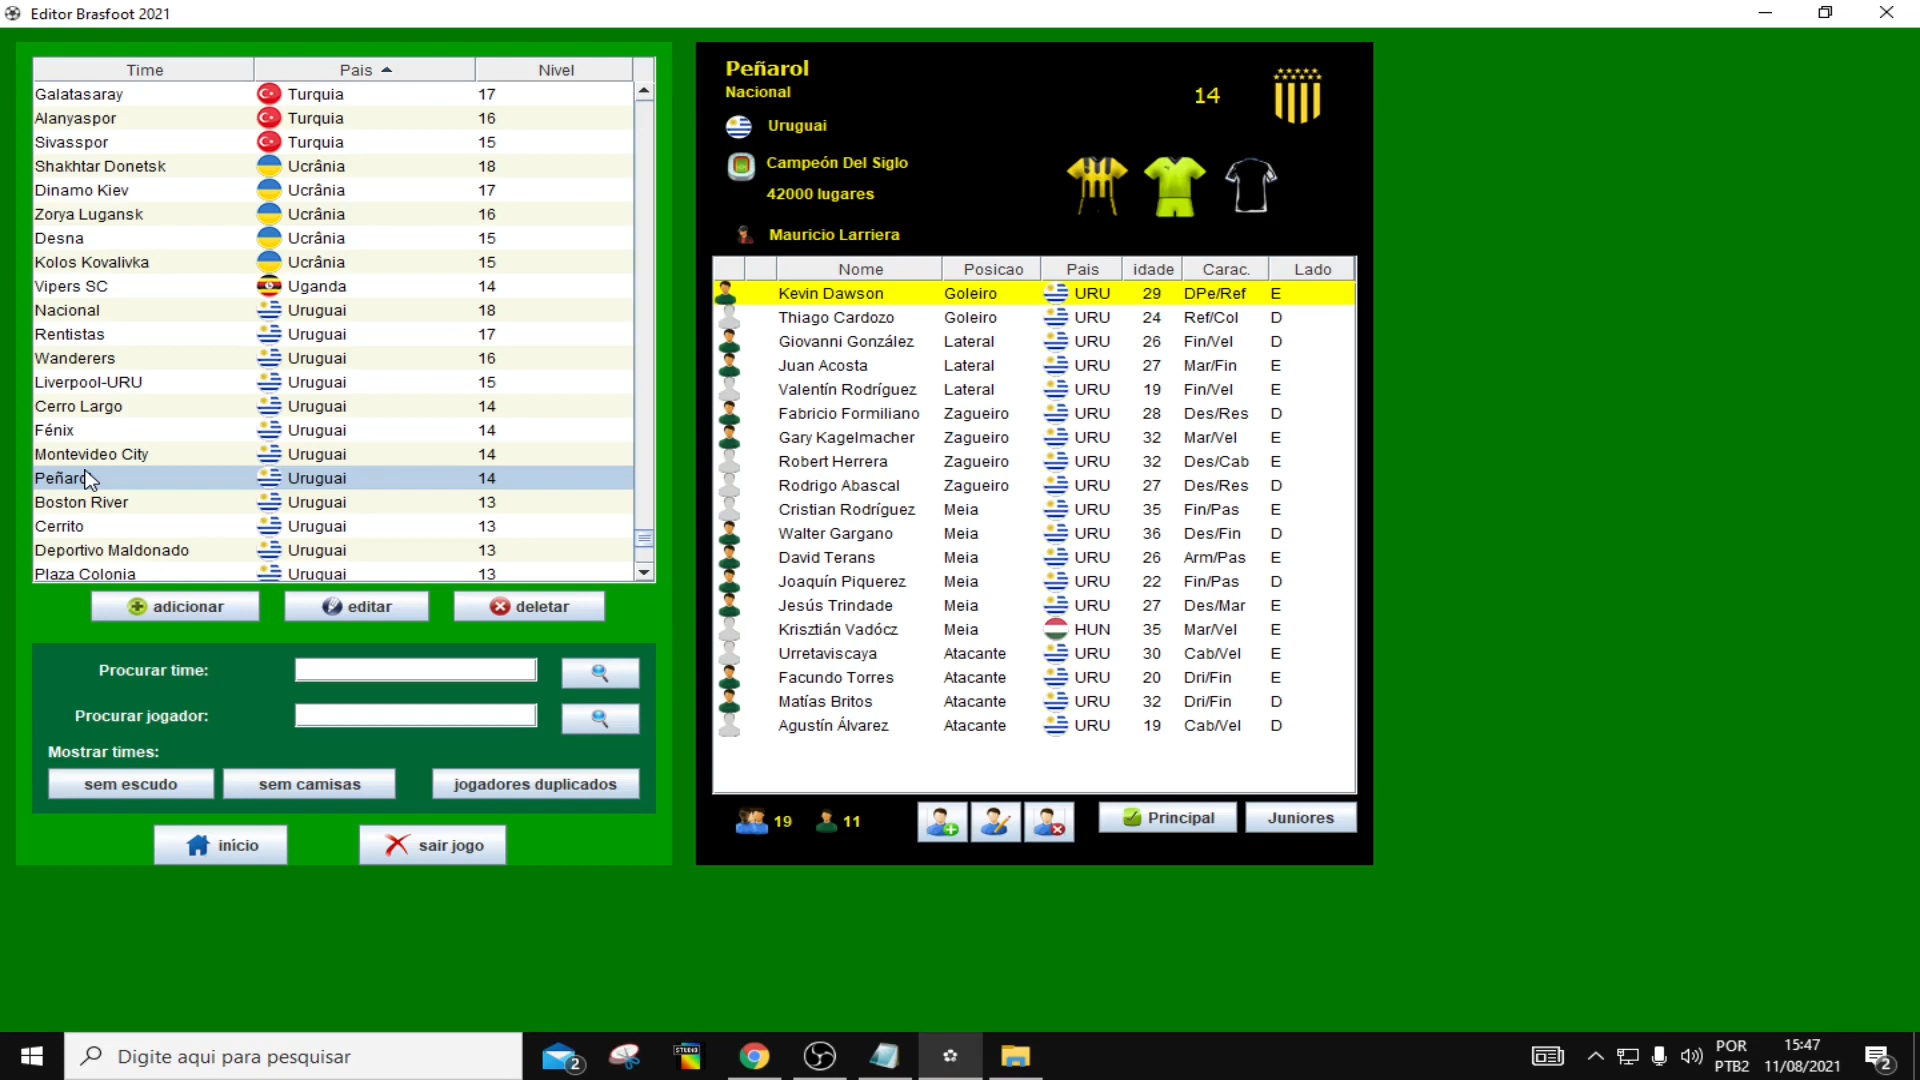 Editor Brasfoot 2021
Time Pais Nivel
Galatasaray Turquia 17
Alanyaspor Turquia 16
Sivasspor Turquia 15
Shakhtar Donetsk Ucrânia 18
Dinamo Kiev Ucrânia 17
Zorya Lugansk Ucrânia 16
Desna Ucrânia 15
Kolos Kovalivka Ucrânia 15
Vipers SC Uganda 14
Nacional Uruguai 18
Rentistas Uruguai 17
Wanderers Uruguai 16
Liverpool-URU Uruguai 15
Cerro Largo Uruguai 14
Fénix Uruguai 14
Montevideo City Uruguai 14
Peñarol Uruguai 14
Boston River Uruguai 13
Cerrito Uruguai 13
Deportivo Maldonado Uruguai 13
Plaza Colonia Uruguai 13
adicionar editar deletar
Procurar time:
Procurar jogador:
Mostrar times:
sem escudo sem camisas jogadores duplicados
início sair jogo
Peñarol
Nacional
14
Uruguai
Campeón Del Siglo
42000 lugares
Mauricio Larriera
Nome Posicao Pais idade Carac. Lado
Kevin Dawson Goleiro URU 29 DPe/Ref E
Thiago Cardozo Goleiro URU 24 Ref/Col D
Giovanni González Lateral URU 26 Fin/Vel D
Juan Acosta Lateral URU 27 Mar/Fin E
Valentín Rodríguez Lateral URU 19 Fin/Vel E
Fabricio Formiliano Zagueiro URU 28 Des/Res D
Gary Kagelmacher Zagueiro URU 32 Mar/Vel E
Robert Herrera Zagueiro URU 32 Des/Cab E
Rodrigo Abascal Zagueiro URU 27 Des/Res E
Cristian Rodríguez Meia URU 35 Fin/Pas E
Walter Gargano Meia URU 36 Des/Fin D
David Terans Meia URU 26 Arm/Pas E
Joaquín Piquerez Meia URU 22 Fin/Pas D
Jesús Trindade Meia URU 27 Des/Mar E
Krisztián Vadócz Meia HUN 35 Mar/Vel E
Urretaviscaya Atacante URU 30 Cab/Vel E
Facundo Torres Atacante URU 20 Dri/Fin E
Matías Britos Atacante URU 32 Dri/Fin D
Agustín Álvarez Atacante URU 19 Cab/Vel D
19 11 Principal Juniores
Digite aqui para pesquisar
2
STUDIO
POR
PTB2
15:47
11/08/2021
2